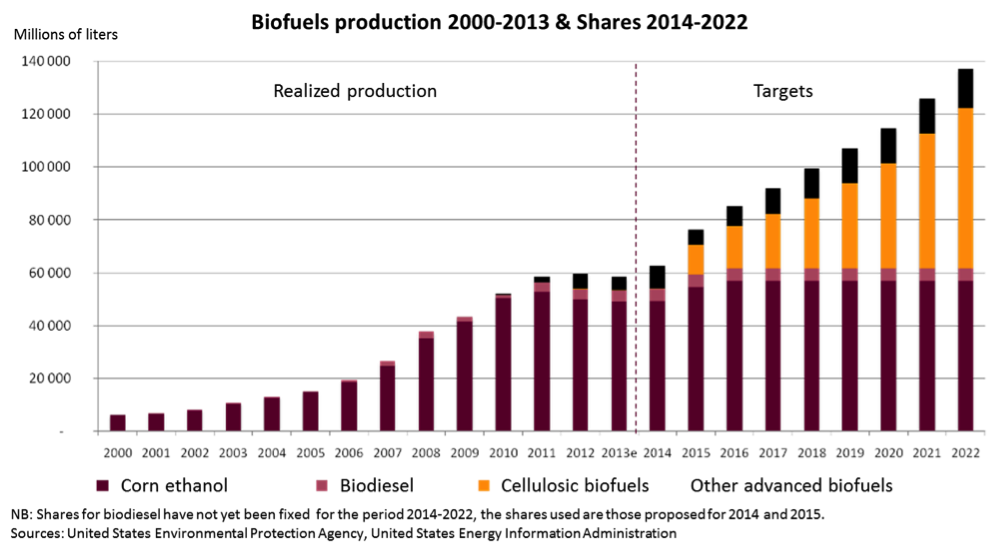 Biofuels production 2000-2013 & Shares 2014-2022
Millions of liters
140 000
Realized production
Targets
120 000
100 000
80 000
60 000
40 000
20 000
-
2000 2001 2002 2003 2004 2005 2006 2007 2008 2009 2010 2011 2012 2013e 2014 2015 2016 2017 2018 2019 2020 2021 2022
Corn ethanol Biodiesel Cellulosic biofuels Other advanced biofuels
NB: Shares for biodiesel have not yet been fixed for the period 2014-2022, the shares used are those proposed for 2014 and 2015.
Sources: United States Environmental Protection Agency, United States Energy Information Administration